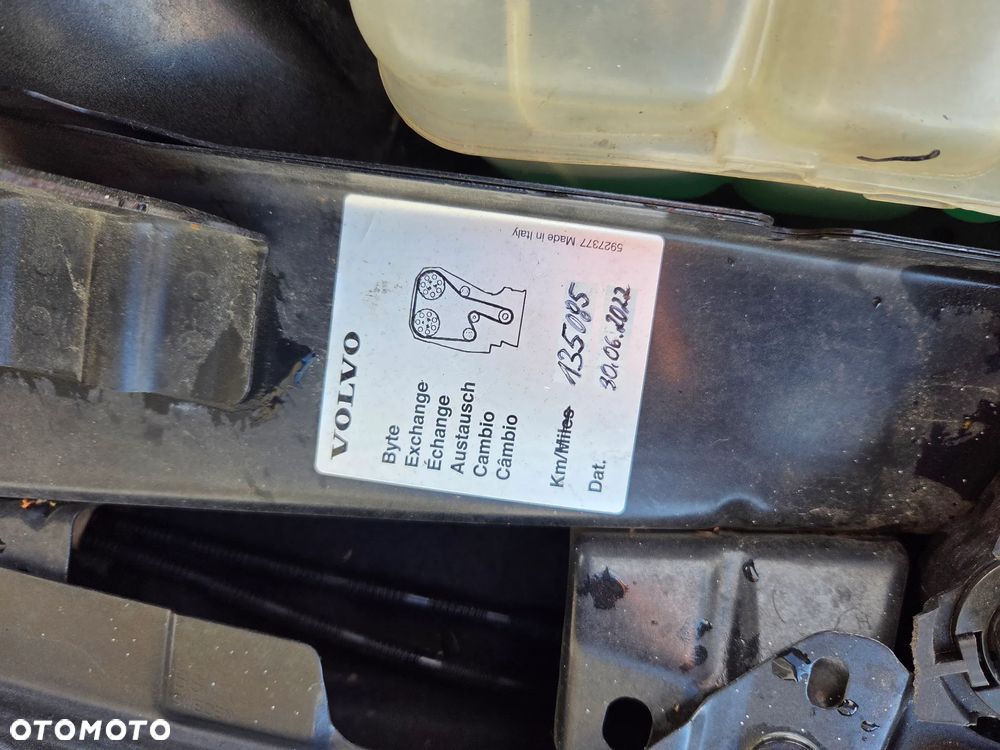 VOLVO
Byte
Exchange
Échange
Austausch
Cambio
Câmbio
Km/Miles 135085
Dat. 30.06.2022
5927377 Made in Italy
OTOMOTO